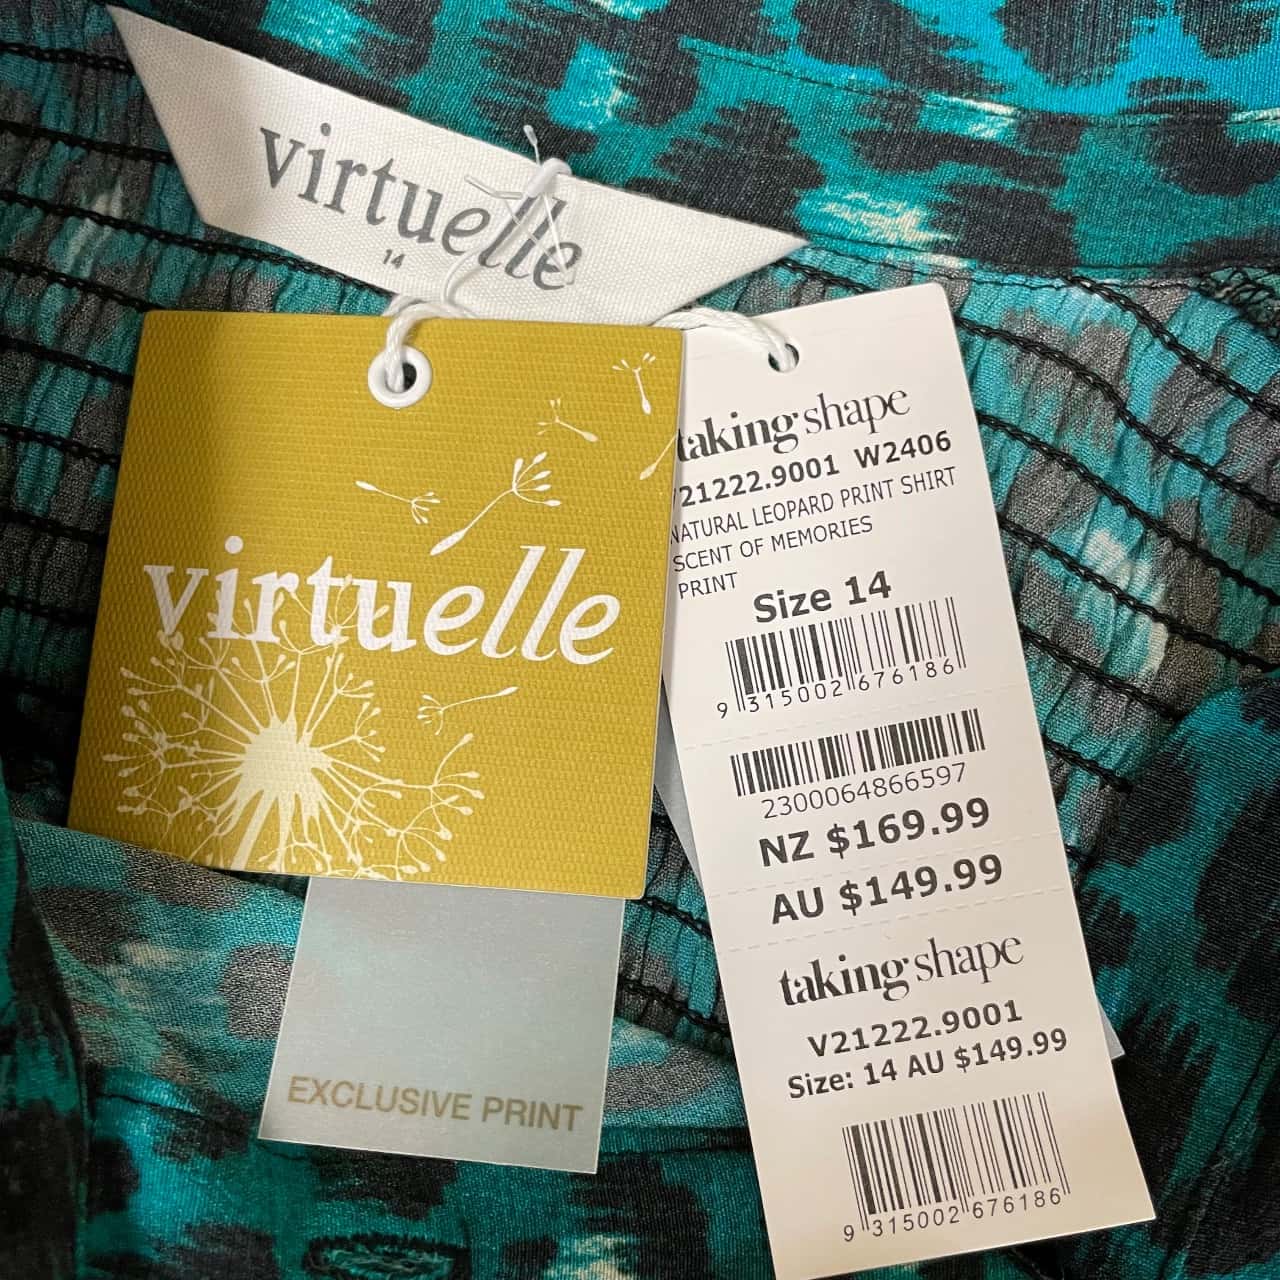 virtuelle
14
virtuelle
EXCLUSIVE PRINT
taking shape
21222.9001 W2406
NATURAL LEOPARD PRINT SHIRT
SCENT OF MEMORIES
PRINT
Size 14
9 315002 676186
2300064866597
NZ $169.99
AU $149.99
taking shape
V21222.9001
Size: 14 AU $149.99
9 315002 676186